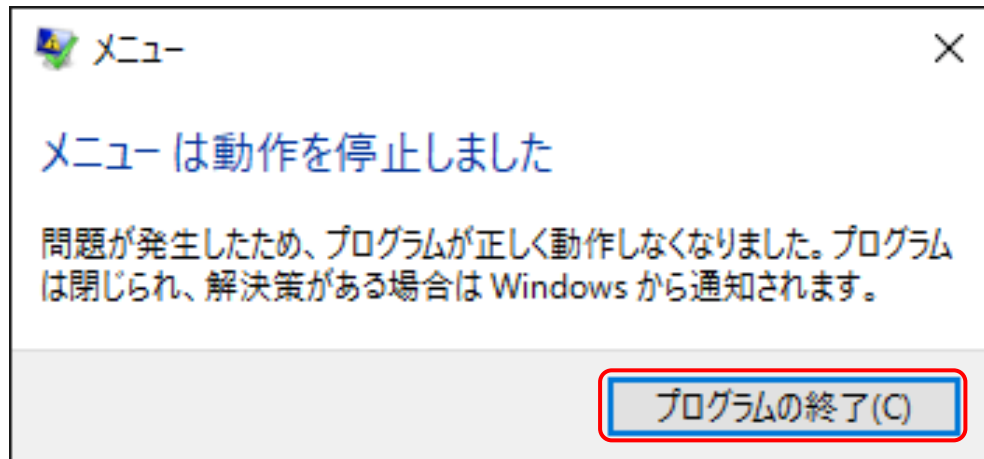 メニュー
メニュー は動作を停止しました
問題が発生したため、プログラムが正しく動作しなくなりました。プログラム
は閉じられ、解決策がある場合は Windows から通知されます。
プログラムの終了(C)